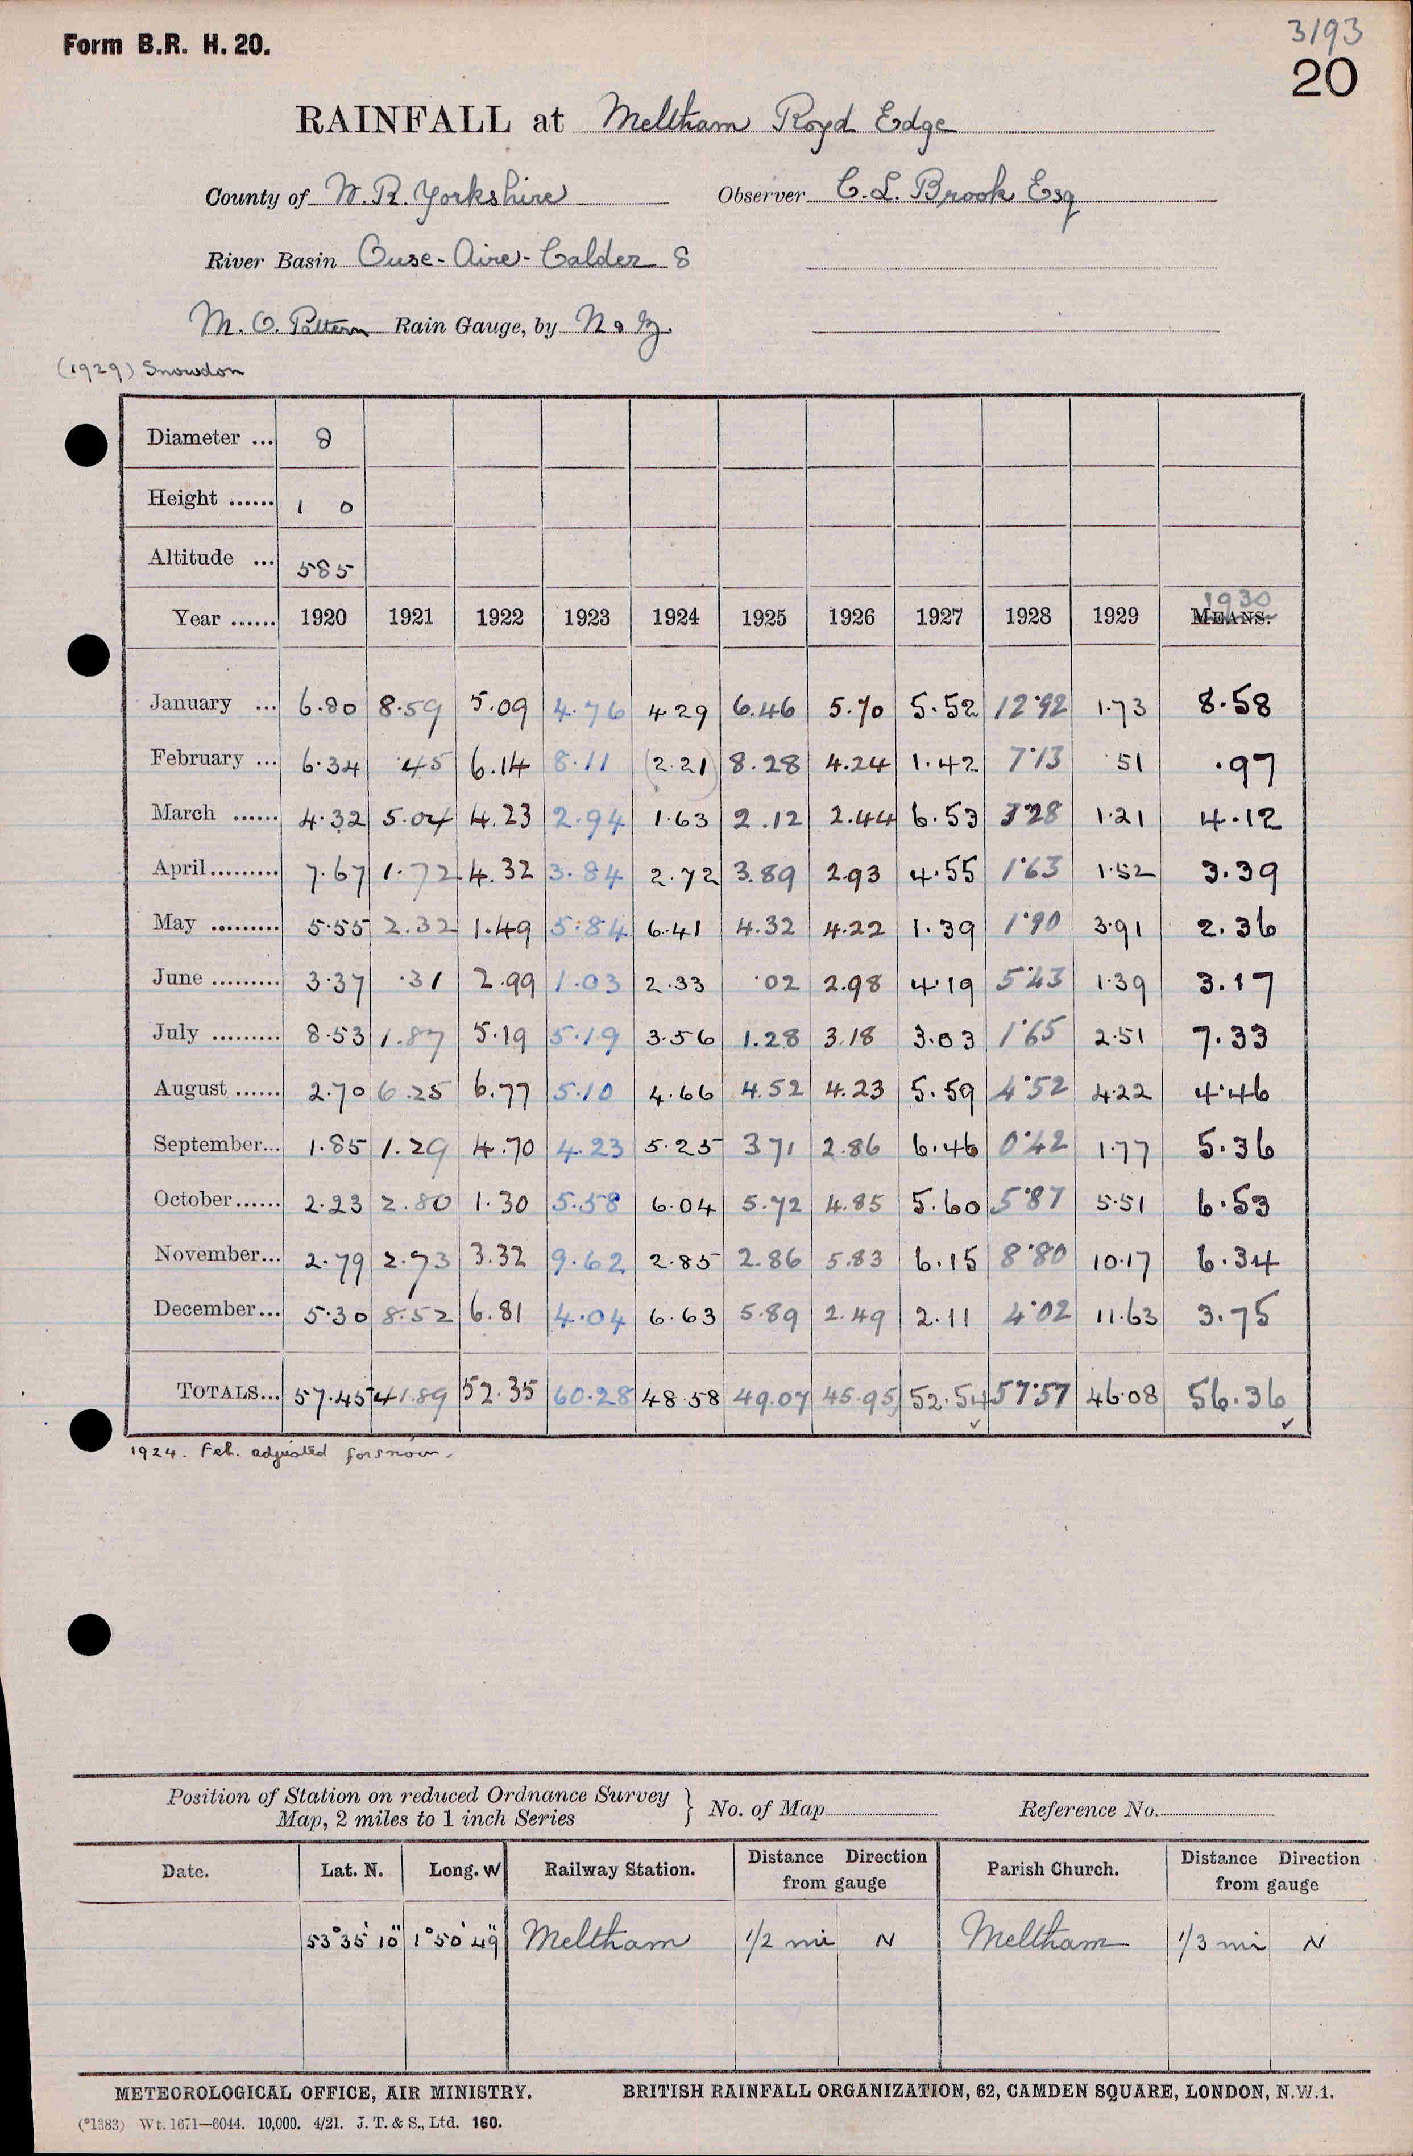 3193
Form B.R. H. 20.
20
RAINFALL at Meltham Royd Edge
County of W. R. Yorkshire Observer C. L. Brook Esq
River Basin Ouse - Aire - Calder 8
M. O. Pattern Rain Gauge, by N & Z
(1929) Snowdon
Diameter ... 8
Height ...... 1 0
Altitude ... 585
1930
Year ...... 1920 1921 1922 1923 1924 1925 1926 1927 1928 1929 MEANS.
January ... 6.80 8.59 5.09 4.76 4.29 6.46 5.70 5.52 12.92 1.73 8.58
February ... 6.34 .45 6.14 8.11 (2.21) 8.28 4.24 1.42 7.13 .51 .97
March ...... 4.32 5.04 4.23 2.94 1.63 2.12 2.44 6.53 3.28 1.21 4.12
April ......... 7.67 1.72 4.32 3.84 2.72 3.89 2.93 4.55 1.63 1.52 3.39
May ......... 5.55 2.32 1.49 5.84 6.41 4.32 4.22 1.39 1.90 3.91 2.36
June ......... 3.37 .31 2.99 1.03 2.33 .02 2.98 4.19 5.43 1.39 3.17
July ......... 8.53 1.87 5.19 5.19 3.56 1.28 3.18 3.03 1.65 2.51 7.33
August ...... 2.70 6.25 6.77 5.10 4.66 4.52 4.23 5.59 4.52 4.22 4.46
September... 1.85 1.29 4.70 4.23 5.25 3.71 2.86 6.46 0.42 1.77 5.36
October...... 2.23 2.80 1.30 5.58 6.04 5.72 4.85 5.60 5.87 5.51 6.53
November... 2.79 2.73 3.32 9.62 2.85 2.86 5.83 6.15 8.80 10.17 6.34
December... 5.30 8.52 6.81 4.04 6.63 5.89 2.49 2.11 4.02 11.63 3.75
TOTALS... 57.45 41.89 52.35 60.28 48.58 49.07 45.95 52.54 57.57 46.08 56.36
1924. Feb. adjusted for snow.
Position of Station on reduced Ordnance Survey
Map, 2 miles to 1 inch Series } No. of Map Reference No.
Date. Lat. N. Long. W Railway Station. Distance Direction from gauge Parish Church. Distance Direction from gauge
53° 35' 10" 1° 50' 49" Meltham 1/2 mi N Meltham 1/3 mi N
METEOROLOGICAL OFFICE, AIR MINISTRY. BRITISH RAINFALL ORGANIZATION, 62, CAMDEN SQUARE, LONDON, N.W.1.
(*1383) Wt. 1671—6044. 10,000. 4/21. J. T. & S., Ltd. 160.